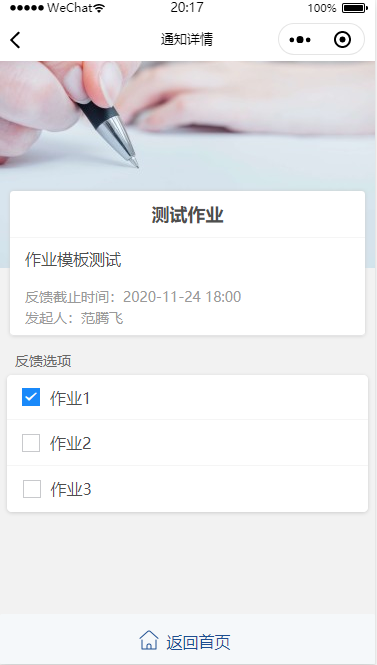 WeChat 20:17 100%
通知详情
测试作业
作业模板测试
反馈截止时间：2020-11-24 18:00
发起人：范腾飞
反馈选项
作业1
作业2
作业3
返回首页